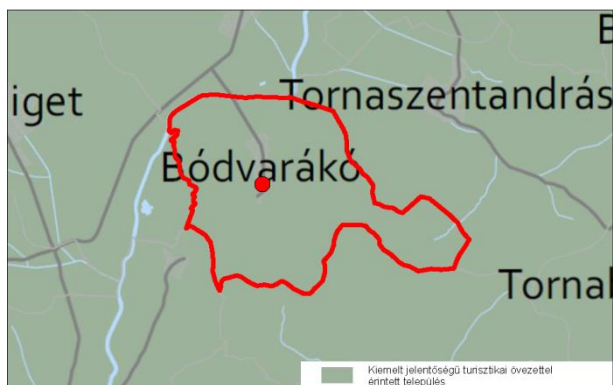 B
iget
Tornaszentandrás
Bódvarákó
Tornal
Kiemelt jelentőségű turisztikai övezettel
érintett település